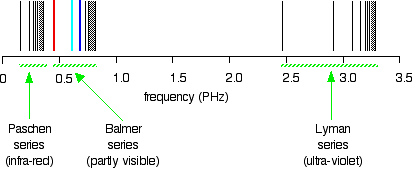 0 0.5 1.0 1.5 2.0 2.5 3.0 3.5
frequency (PHz)
Paschen
series
(infra-red)
Balmer
series
(partly visible)
Lyman
series
(ultra-violet)